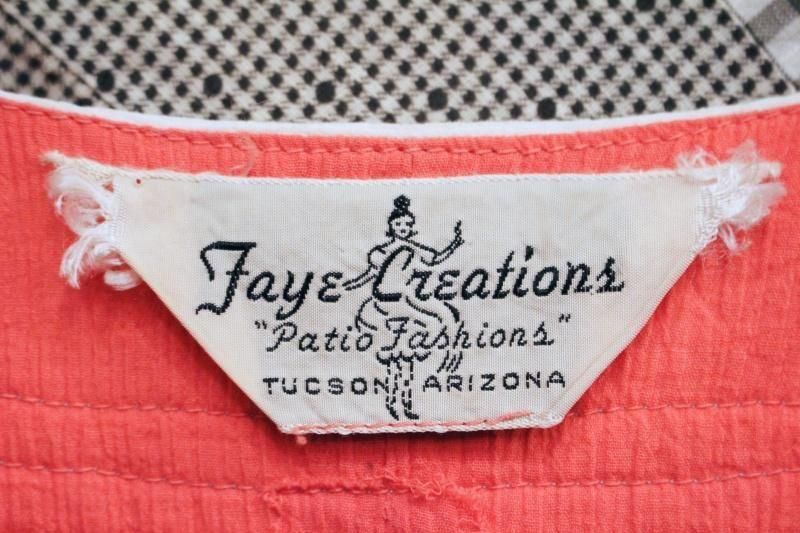 Faye Creations
"Patio Fashions"
TUCSON ARIZONA